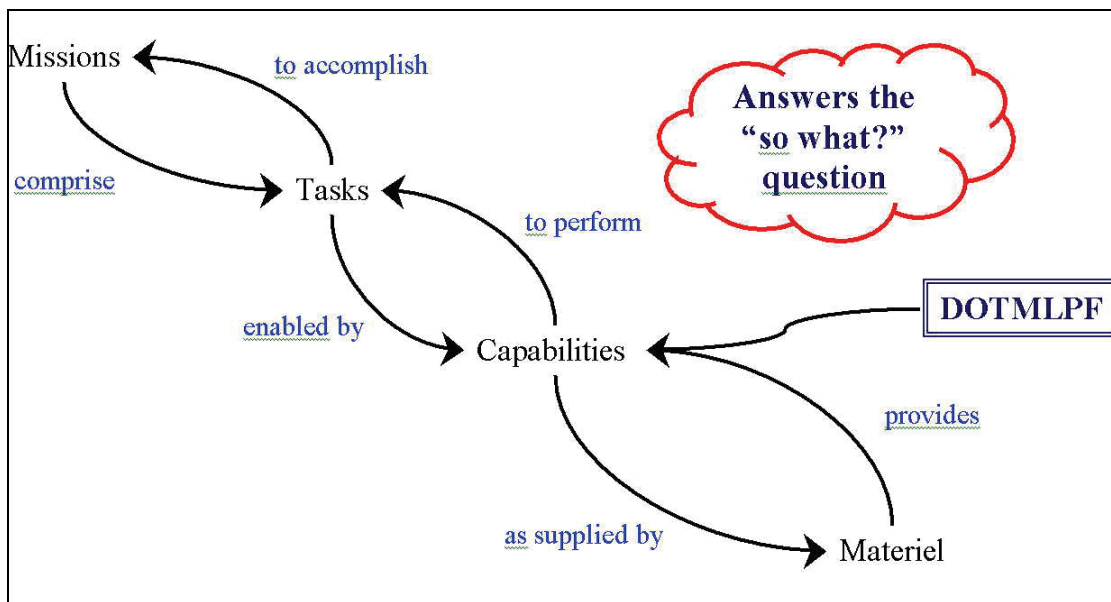 Missions
to accomplish
Answers the
“so what?”
question
comprise
Tasks
to perform
DOTMLPF
enabled by
Capabilities
provides
as supplied by
Materiel